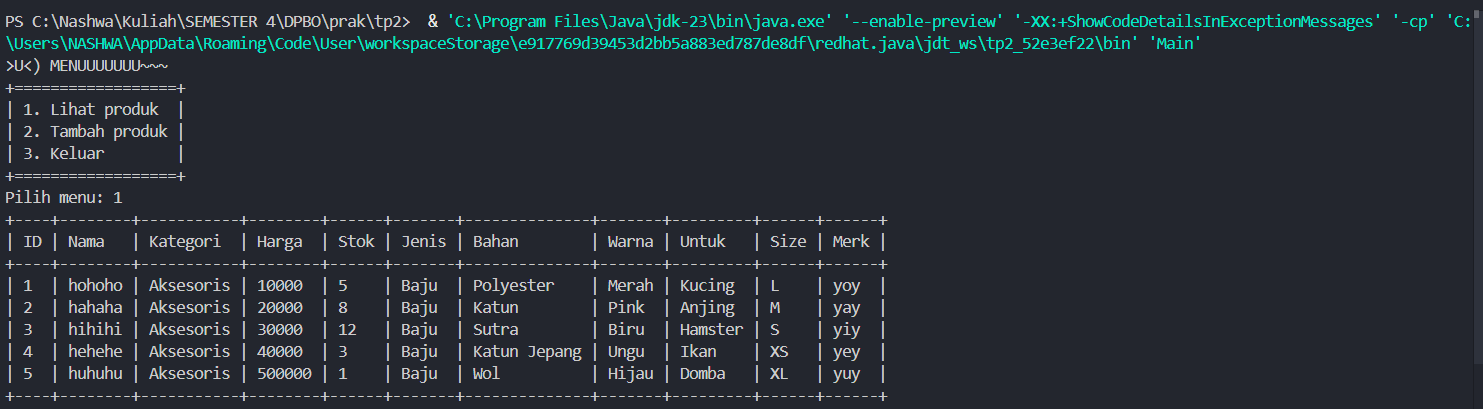 PS C:\Nashwa\Kuliah\SEMESTER 4\DPBO\prak\tp2>  & 'C:\Program Files\Java\jdk-23\bin\java.exe' '--enable-preview' '-XX:+ShowCodeDetailsInExceptionMessages' '-cp' 'C:
\Users\NASHWA\AppData\Roaming\Code\User\workspaceStorage\e917769d39453d2bb5a883ed787de8df\redhat.java\jdt_ws\tp2_52e3ef22\bin' 'Main'
>U<) MENUUUUUUU~~~
+==================+
| 1. Lihat produk  |
| 2. Tambah produk |
| 3. Keluar        |
+==================+
Pilih menu: 1
+----+--------+-----------+--------+------+-------+--------------+-------+---------+------+------+
| ID | Nama   | Kategori  | Harga  | Stok | Jenis | Bahan        | Warna | Untuk   | Size | Merk |
+----+--------+-----------+--------+------+-------+--------------+-------+---------+------+------+
| 1  | hohoho | Aksesoris | 10000  | 5    | Baju  | Polyester    | Merah | Kucing  | L    | yoy  |
| 2  | hahaha | Aksesoris | 20000  | 8    | Baju  | Katun        | Pink  | Anjing  | M    | yay  |
| 3  | hihihi | Aksesoris | 30000  | 12   | Baju  | Sutra        | Biru  | Hamster | S    | yiy  |
| 4  | hehehe | Aksesoris | 40000  | 3    | Baju  | Katun Jepang | Ungu  | Ikan    | XS   | yey  |
| 5  | huhuhu | Aksesoris | 500000 | 1    | Baju  | Wol          | Hijau | Domba   | XL   | yuy  |
+----+--------+-----------+--------+------+-------+--------------+-------+---------+------+------+